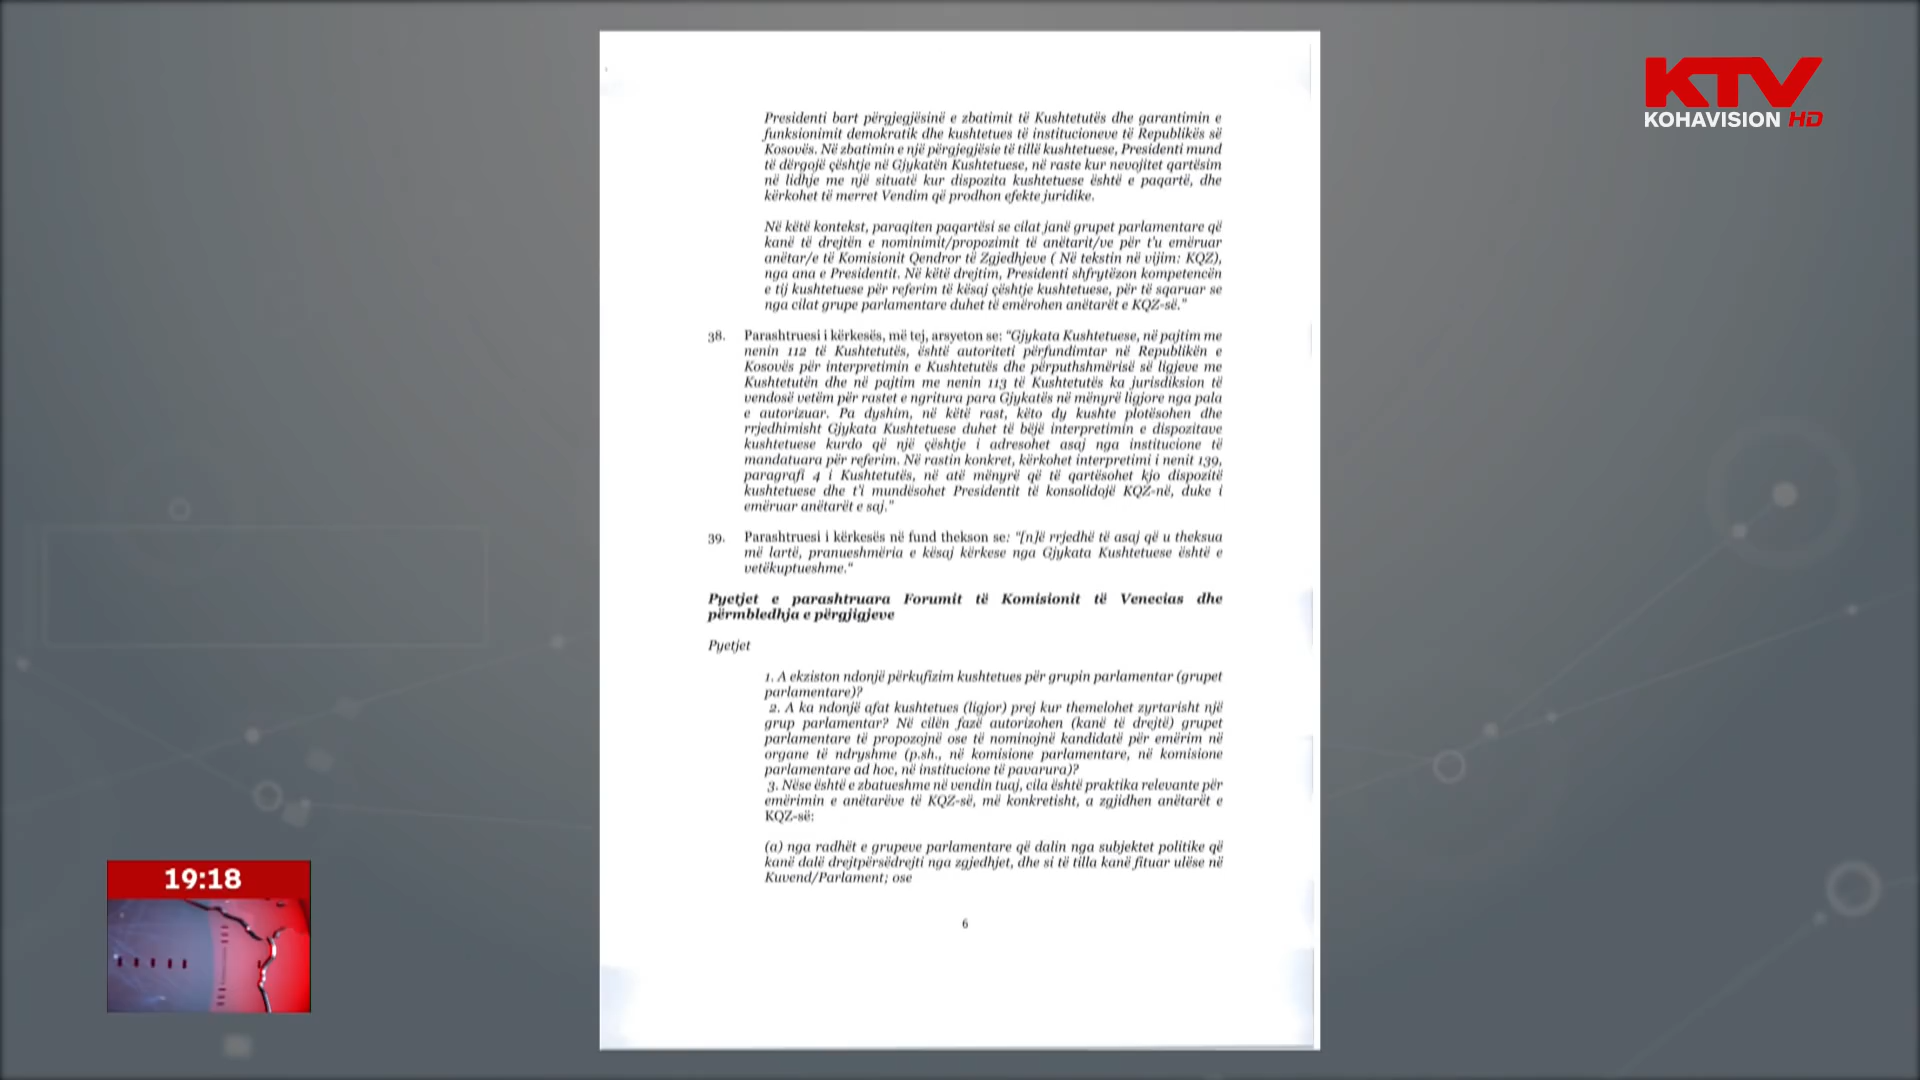 KTV
KOHAVISION HD
Presidenti bart përgjegjësinë e zbatimit të Kushtetutës dhe garantimin e
funksionimit demokratik dhe kushtetues të institucioneve të Republikës së
Kosovës. Në zbatimin e një përgjegjësie të tillë kushtetuese, Presidenti mund
të dërgojë çështje në Gjykatën Kushtetuese, në raste kur nevojitet qartësim
në lidhje me një situatë kur dispozita kushtetuese është e paqartë, dhe
kërkohet të merret Vendim që prodhon efekte juridike.
Në këtë kontekst, paraqiten paqartësi se cilat janë grupet parlamentare që
kanë të drejtën e nominimit/propozimit të anëtarit/ve për t'u emëruar
anëtar/e të Komisionit Qendror të Zgjedhjeve ( Në tekstin në vijim: KQZ),
nga ana e Presidentit. Në këtë drejtim, Presidenti shfrytëzon kompetencën
e tij kushtetuese për referim të kësaj çështje kushtetuese, për të sqaruar se
nga cilat grupe parlamentare duhet të emërohen anëtarët e KQZ-së."
38. Parashtruesi i kërkesës, më tej, arsyeton se: "Gjykata Kushtetuese, në pajtim me
nenin 112 të Kushtetutës, është autoriteti përfundimtar në Republikën e
Kosovës për interpretimin e Kushtetutës dhe përputhshmërisë së ligjeve me
Kushtetutën dhe në pajtim me nenin 113 të Kushtetutës ka jurisdiksion të
vendosë vetëm për rastet e ngritura para Gjykatës në mënyrë ligjore nga pala
e autorizuar. Pa dyshim, në këtë rast, këto dy kushte plotësohen dhe
rrjedhimisht Gjykata Kushtetuese duhet të bëjë interpretimin e dispozitave
kushtetuese kurdo që një çështje i adresohet asaj nga institucione të
mandatuara për referim. Në rastin konkret, kërkohet interpretimi i nenit 139,
paragrafi 4 i Kushtetutës, në atë mënyrë që të qartësohet kjo dispozitë
kushtetuese dhe t'i mundësohet Presidentit të konsolidojë KQZ-në, duke i
emëruar anëtarët e saj."
39. Parashtruesi i kërkesës në fund thekson se: "[n]ë rrjedhë të asaj që u theksua
më lartë, pranueshmëria e kësaj kërkese nga Gjykata Kushtetuese është e
vetëkuptueshme."
Pyetjet e parashtruara Forumit të Komisionit të Venecias dhe
përmbledhja e përgjigjeve
Pyetjet
1. A ekziston ndonjë përkufizim kushtetues për grupin parlamentar (grupet
parlamentare)?
2. A ka ndonjë afat kushtetues (ligjor) prej kur themelohet zyrtarisht një
grup parlamentar? Në cilën fazë autorizohen (kanë të drejtë) grupet
parlamentare të propozojnë ose të nominojnë kandidatë për emërim në
organe të ndryshme (p.sh., në komisione parlamentare, në komisione
parlamentare ad hoc, në institucione të pavarura)?
3. Nëse është e zbatueshme në vendin tuaj, cila është praktika relevante për
emërimin e anëtarëve të KQZ-së, më konkretisht, a zgjidhen anëtarët e
KQZ-së:
(a) nga radhët e grupeve parlamentare që dalin nga subjektet politike që
kanë dalë drejtpërsëdrejti nga zgjedhjet, dhe si të tilla kanë fituar ulëse në
Kuvend/Parlament; ose
6
19:18